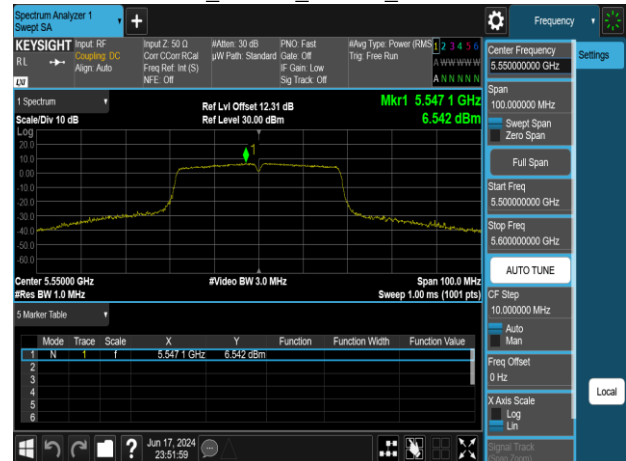 Spectrum Analyzer 1
Swept SA
Frequency
KEYSIGHT
RL
LXI
Input: RF
Coupling: DC
Align: Auto
Input Z: 50 Ω
Corr CCorr RCal
Freq Ref: Int (S)
NFE: Off
#Atten: 30 dB
µW Path: Standard
PNO: Fast
Gate: Off
IF Gain: Low
Sig Track: Off
#Avg Type: Power (RMS)
Trig: Free Run
1 2 3 4 5 6
A W W W W W
A N N N N N
1 Spectrum
Scale/Div 10 dB
Ref Lvl Offset 12.31 dB
Ref Level 30.00 dBm
Mkr1 5.547 1 GHz
6.542 dBm
Log
20.0
10.0
0.00
-10.0
-20.0
-30.0
-40.0
-50.0
-60.0
1
Center 5.55000 GHz
#Res BW 1.0 MHz
#Video BW 3.0 MHz
Span 100.0 MHz
Sweep 1.00 ms (1001 pts)
5 Marker Table
Mode Trace Scale X Y Function Function Width Function Value
1 N 1 f 5.547 1 GHz 6.542 dBm
2
3
4
5
6
Jun 17, 2024
23:51:59
Center Frequency
5.550000000 GHz
Span
100.000000 MHz
Swept Span
Zero Span
Full Span
Start Freq
5.500000000 GHz
Stop Freq
5.600000000 GHz
AUTO TUNE
CF Step
10.000000 MHz
Auto
Man
Freq Offset
0 Hz
X Axis Scale
Log
Lin
Signal Track
(Span Zoom)
Settings
Local